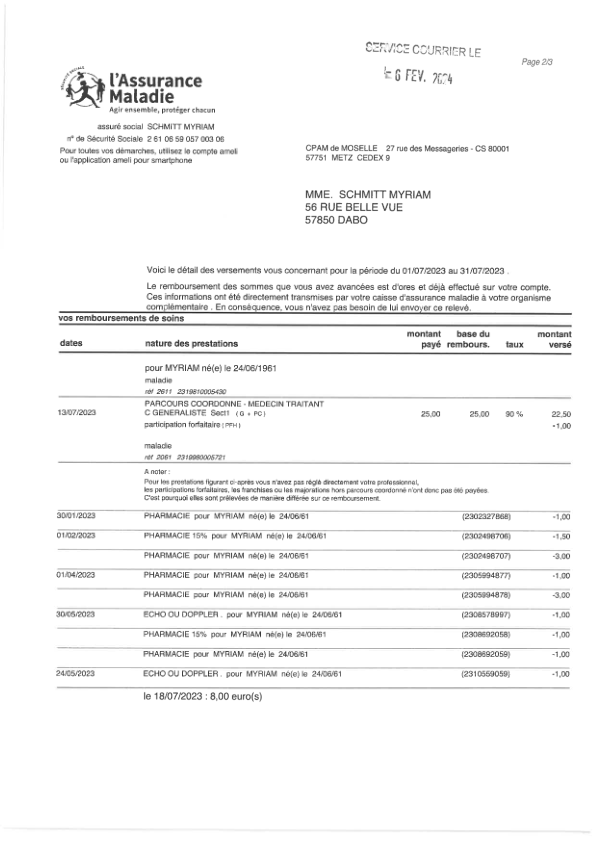 SERVICE COURRIER LE
6 FEV. 2024
Page 2/3
SÉCURITÉ SOCIALE
l'Assurance
Maladie
Agir ensemble, protéger chacun
assuré social SCHMITT MYRIAM
n° de Sécurité Sociale 2 61 06 59 057 003 06
Pour toutes vos démarches, utilisez le compte ameli
ou l'application ameli pour smartphone
CPAM de MOSELLE 27 rue des Messageries - CS 80001
57751 METZ CEDEX 9
MME. SCHMITT MYRIAM
56 RUE BELLE VUE
57850 DABO
Voici le détail des versements vous concernant pour la période du 01/07/2023 au 31/07/2023 .
Le remboursement des sommes que vous avez avancées est d'ores et déjà effectué sur votre compte.
Ces informations ont été directement transmises par votre caisse d'assurance maladie à votre organisme
complémentaire . En conséquence, vous n'avez pas besoin de lui envoyer ce relevé.
vos remboursements de soins
dates nature des prestations montant payé base du rembours. taux montant versé
pour MYRIAM né(e) le 24/06/1961
maladie
réf 2611 2319810005430
13/07/2023 PARCOURS COORDONNE - MEDECIN TRAITANT
C GENERALISTE Sect1 ( G + PC ) 25,00 25,00 90 % 22,50
participation forfaitaire ( PFH ) -1,00
maladie
réf 2061 2319980005721
A noter :
Pour les prestations figurant ci-après vous n'avez pas réglé directement votre professionnel,
les participations forfaitaires, les franchises ou les majorations hors parcours coordonné n'ont donc pas été payées.
C'est pourquoi elles sont prélevées de manière différée sur ce remboursement.
30/01/2023 PHARMACIE pour MYRIAM né(e) le 24/06/61 (2302327868) -1,00
01/02/2023 PHARMACIE 15% pour MYRIAM né(e) le 24/06/61 (2302498706) -1,50
PHARMACIE pour MYRIAM né(e) le 24/06/61 (2302498707) -3,00
01/04/2023 PHARMACIE pour MYRIAM né(e) le 24/06/61 (2305994877) -1,00
PHARMACIE pour MYRIAM né(e) le 24/06/61 (2305994878) -3,00
30/05/2023 ECHO OU DOPPLER . pour MYRIAM né(e) le 24/06/61 (2308578997) -1,00
PHARMACIE 15% pour MYRIAM né(e) le 24/06/61 (2308692058) -1,00
PHARMACIE pour MYRIAM né(e) le 24/06/61 (2308692059) -1,00
24/05/2023 ECHO OU DOPPLER . pour MYRIAM né(e) le 24/06/61 (2310559059) -1,00
le 18/07/2023 : 8,00 euro(s)